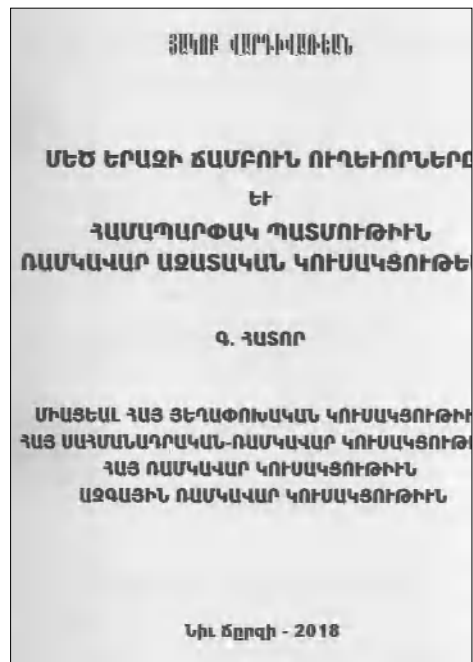 ՅԱԿՈԲ ՎԱՐԴԻՎԱՌԵԱՆ
ՄԵԾ ԵՐԱԶԻ ՃԱՄԲՈՒՆ ՈՒՂԵՒՈՐՆԵՐԸ
ԵՒ
ՀԱՄԱՊԱՐՓԱԿ ՊԱՏՄՈՒԹԻՒՆ
ՌԱՄԿԱՎԱՐ ԱԶԱՏԱԿԱՆ ԿՈՒՍԱԿՑՈՒԹԵ
Գ. ՀԱՏՈՐ
ՄԻԱՑԵԱԼ ՀԱՅ ՅԵՂԱՓՈԽԱԿԱՆ ԿՈՒՍԱԿՑՈՒԹԻ
ՀԱՅ ՍԱՀՄԱՆԱԴՐԱԿԱՆ-ՌԱՄԿԱՎԱՐ ԿՈՒՍԱԿՑՈՒԹԻ
ՀԱՅ ՌԱՄԿԱՎԱՐ ԿՈՒՍԱԿՑՈՒԹԻՒՆ
ԱԶԳԱՅԻՆ ՌԱՄԿԱՎԱՐ ԿՈՒՍԱԿՑՈՒԹԻՒՆ
Նիւ Ճըրզի - 2018